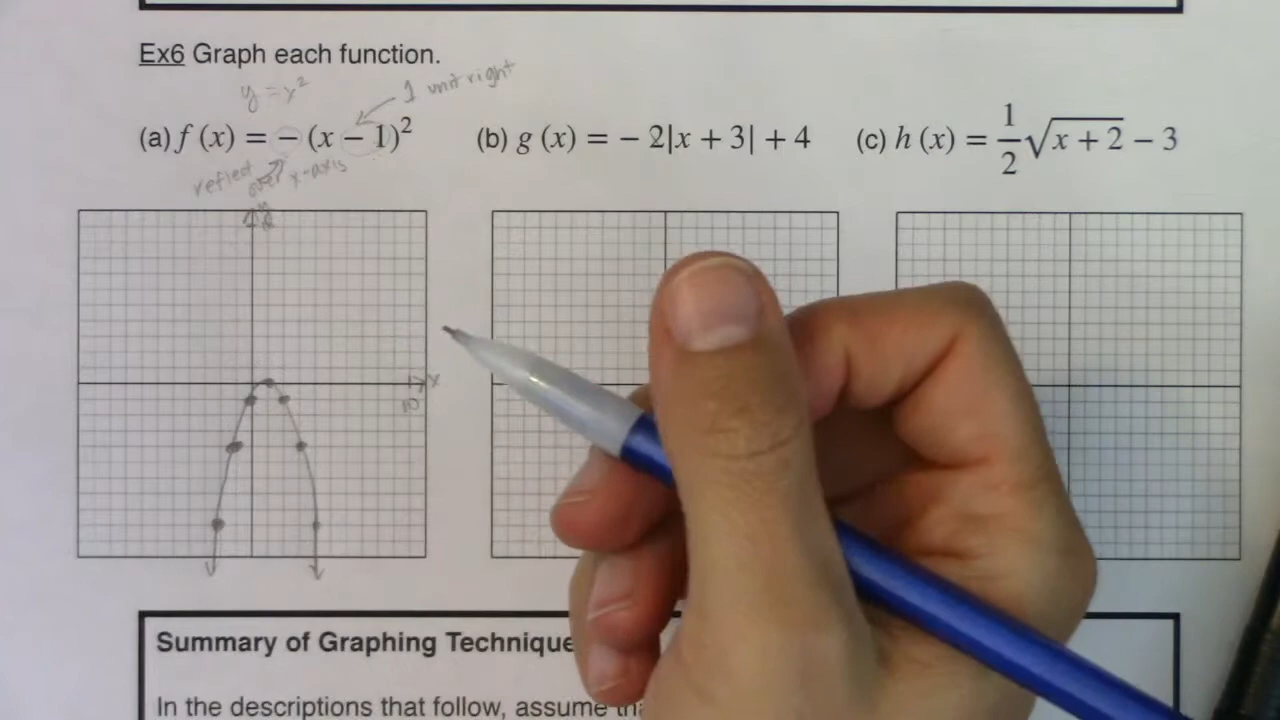 Ex6 Graph each function.
y = x²
1 unit right
(a) f (x) = − (x − 1)²
(b) g (x) = − 2|x + 3| + 4
(c) h (x) = 1/2 √x + 2 − 3
reflect over x-axis
x
10
Summary of Graphing Technique
In the descriptions that follow, assume